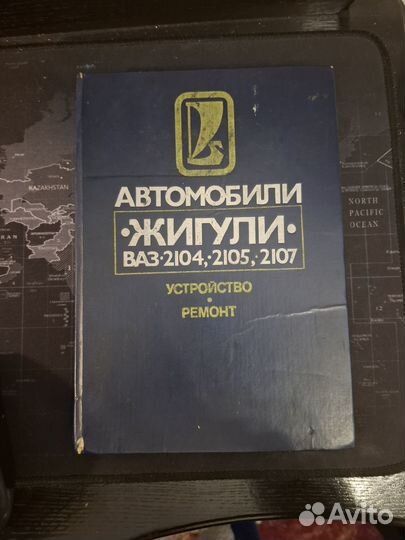 АВТОМОБИЛИ
·ЖИГУЛИ·
ВАЗ·2104,·2105,·2107
УСТРОЙСТВО
·
РЕМОНТ
KAZAKHSTAN
NORTH
PACIFIC
OCEAN
Avito